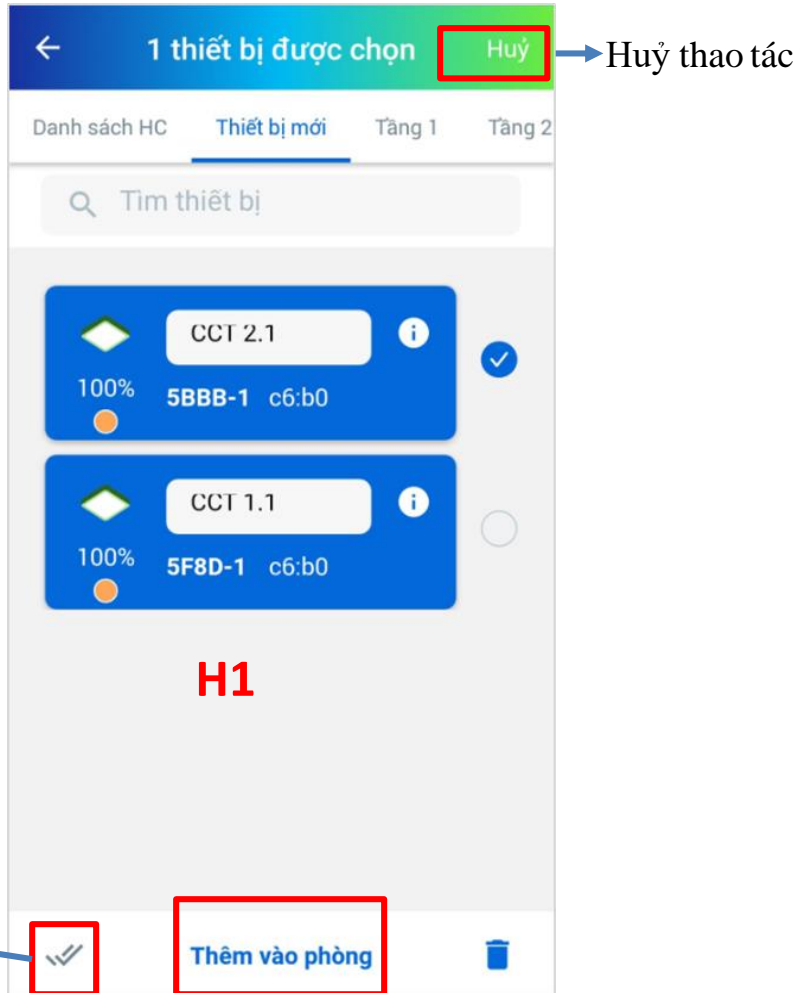 1 thiết bị được chọn Huỷ
Huỷ thao tác
Danh sách HC Thiết bị mới Tầng 1 Tầng 2
Tìm thiết bị
CCT 2.1
100% 5BBB-1 c6:b0
CCT 1.1
100% 5F8D-1 c6:b0
H1
Thêm vào phòng